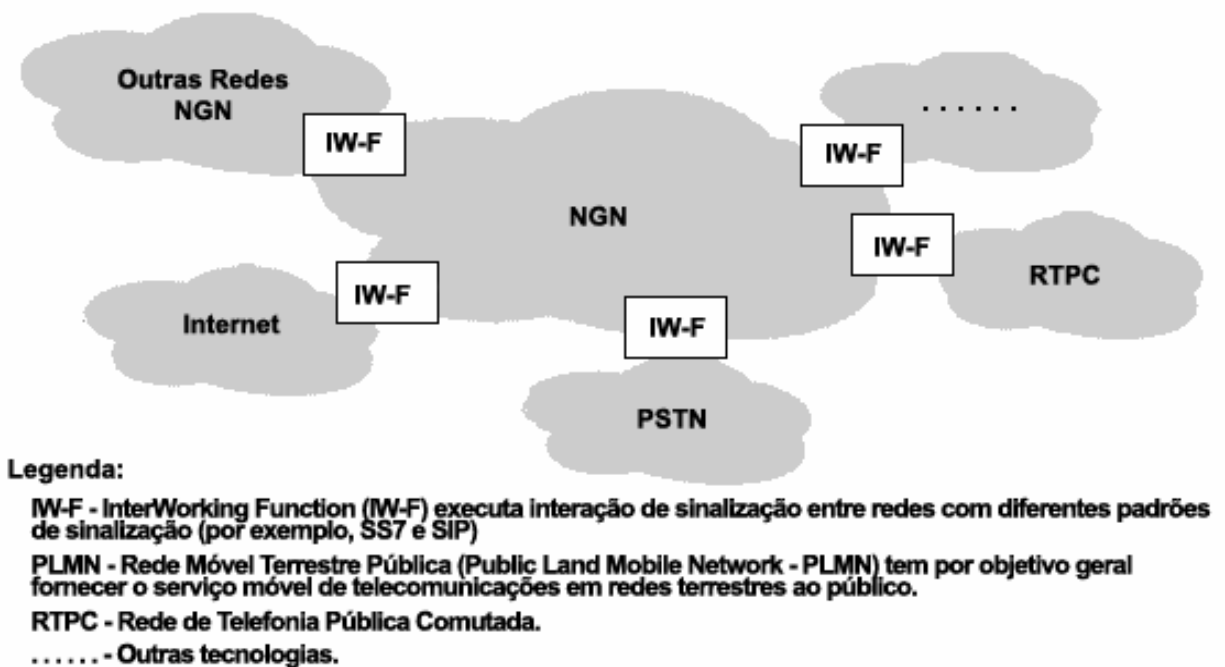 Outras Redes
NGN
IW-F
. . . . . .
IW-F
NGN
IW-F
RTPC
IW-F
Internet
IW-F
PSTN
Legenda:
IW-F - InterWorking Function (IW-F) executa interação de sinalização entre redes com diferentes padrões
de sinalização (por exemplo, SS7 e SIP)
PLMN - Rede Móvel Terrestre Pública (Public Land Mobile Network - PLMN) tem por objetivo geral
fornecer o serviço móvel de telecomunicações em redes terrestres ao público.
RTPC - Rede de Telefonia Pública Comutada.
. . . . . . - Outras tecnologias.